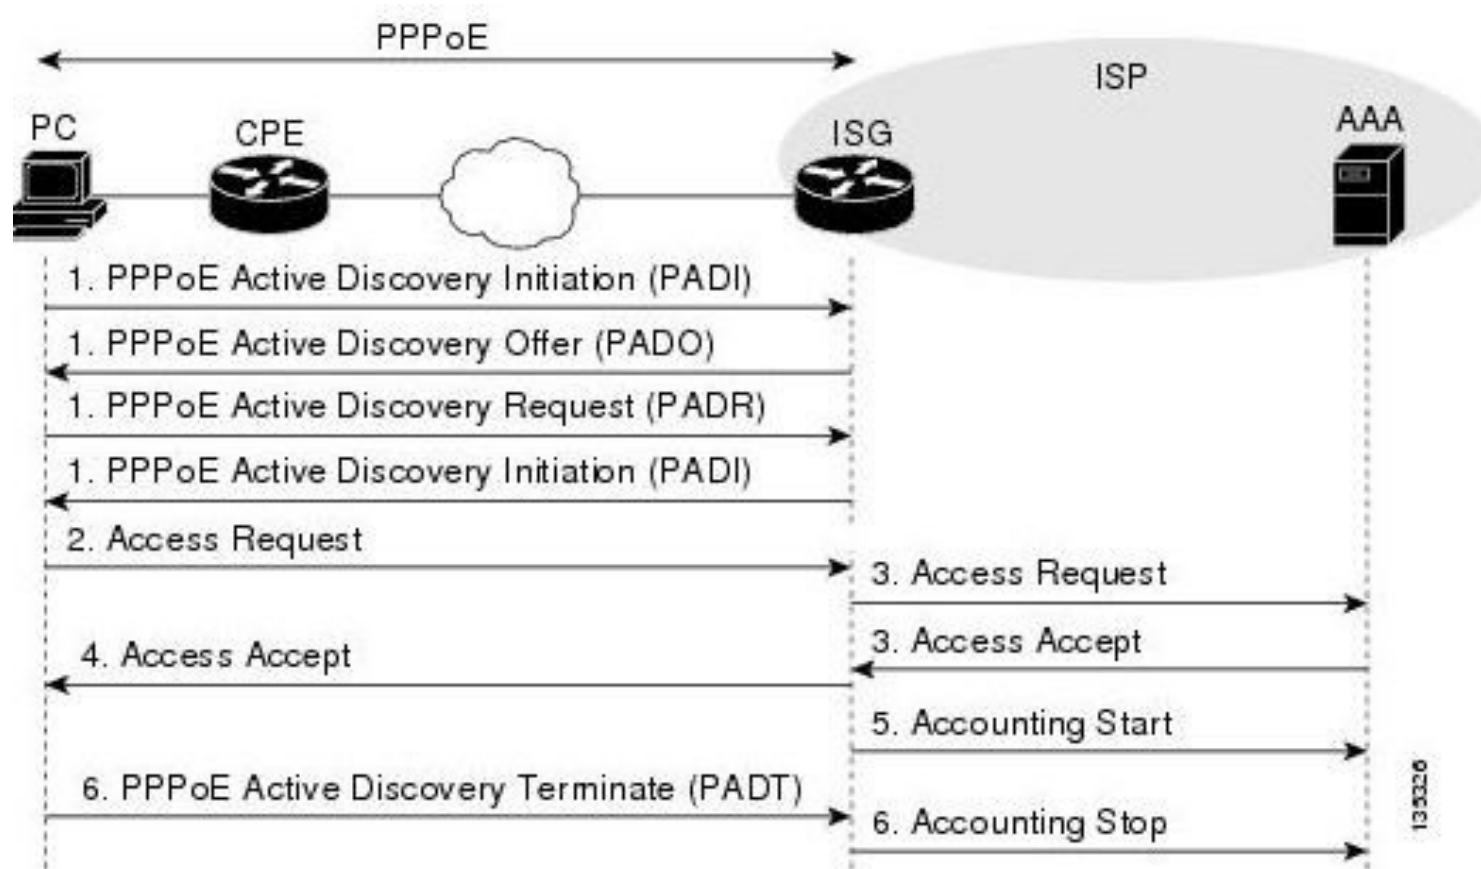 PPPoE
ISP
PC
CPE
ISG
AAA
1. PPPoE Active Discovery Initiation (PADI)
1. PPPoE Active Discovery Offer (PADO)
1. PPPoE Active Discovery Request (PADR)
1. PPPoE Active Discovery Initiation (PADI)
2. Access Request
3. Access Request
3. Access Accept
4. Access Accept
5. Accounting Start
6. PPPoE Active Discovery Terminate (PADT)
6. Accounting Stop
135326